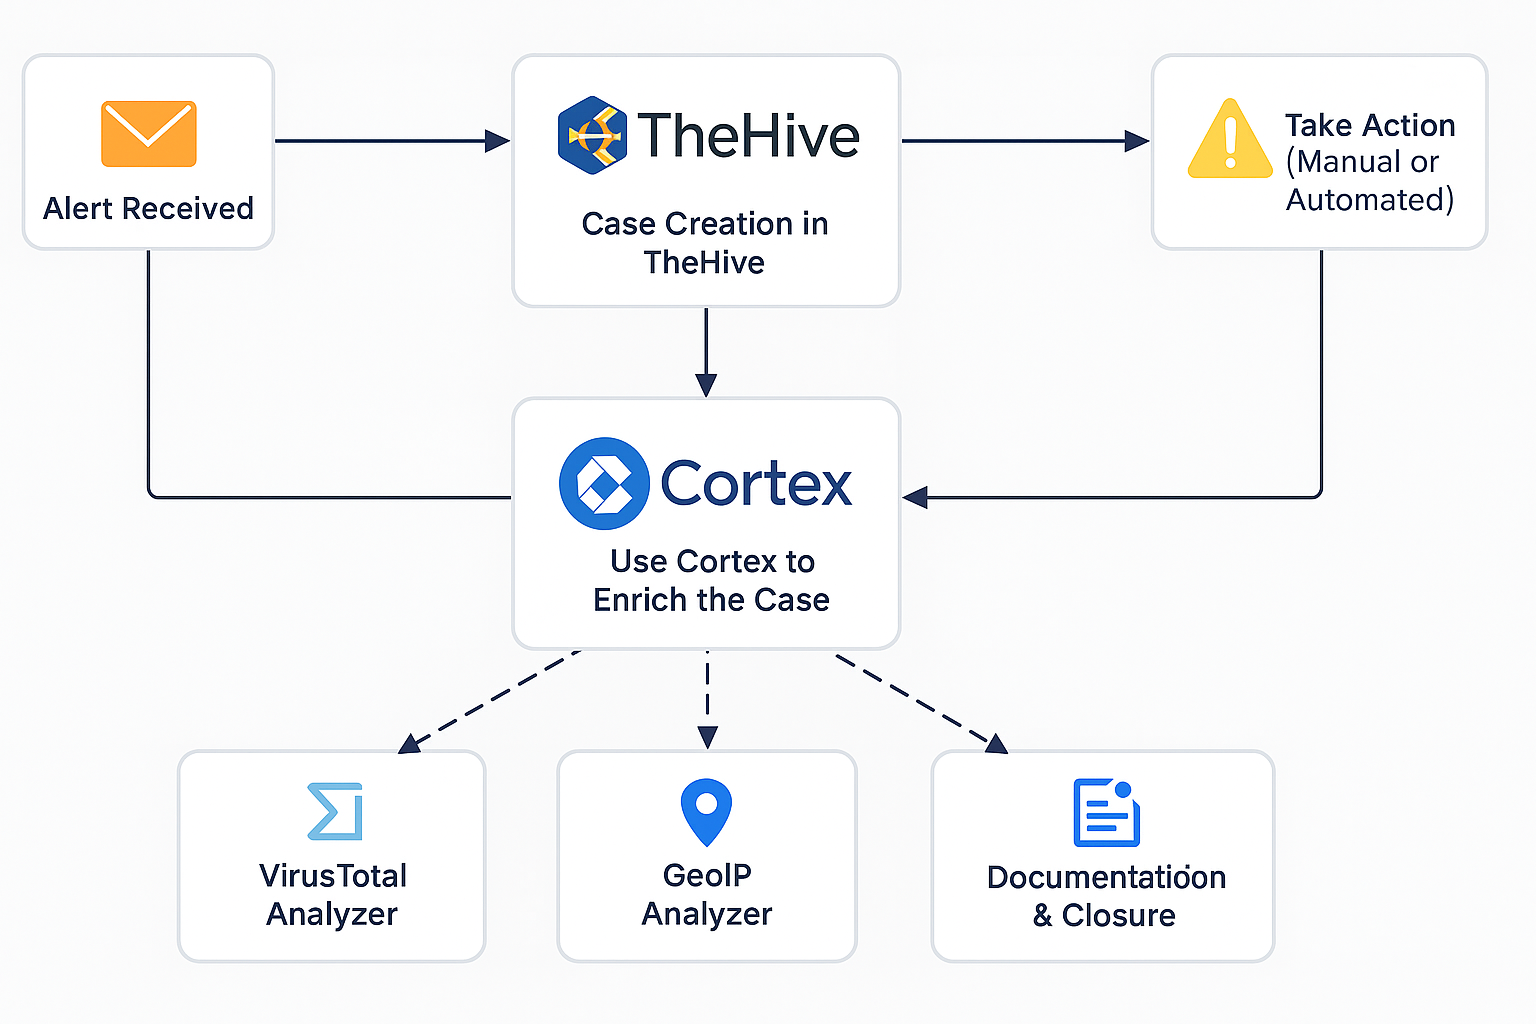 Alert Received
TheHive
Case Creation in
TheHive
Take Action
(Manual or
Automated)
Cortex
Use Cortex to
Enrich the Case
VirusTotal
Analyzer
GeoIP
Analyzer
Documentatioon
& Closure